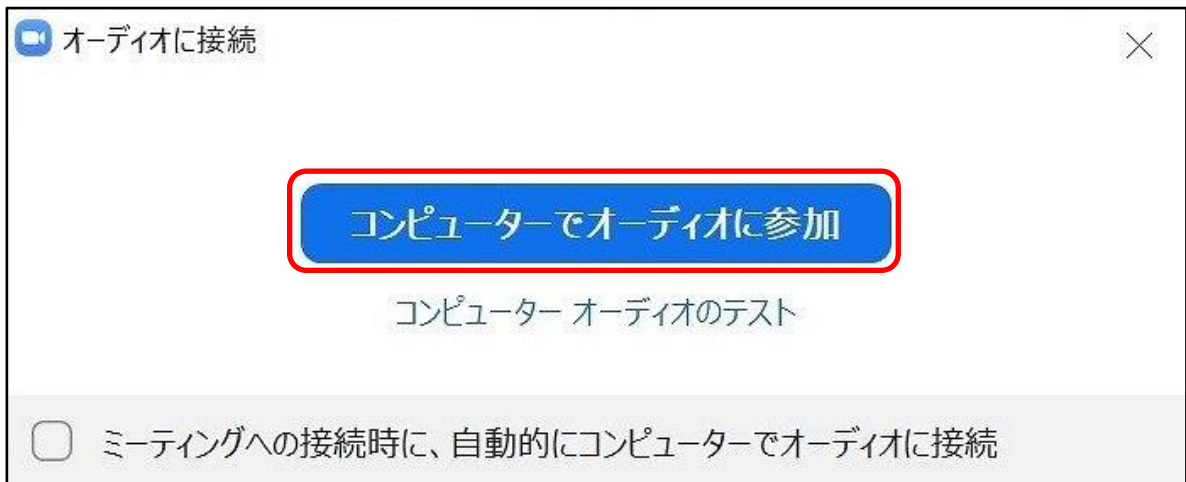 オーディオに接続
コンピューターでオーディオに参加
コンピューター オーディオのテスト
ミーティングへの接続時に、自動的にコンピューターでオーディオに接続